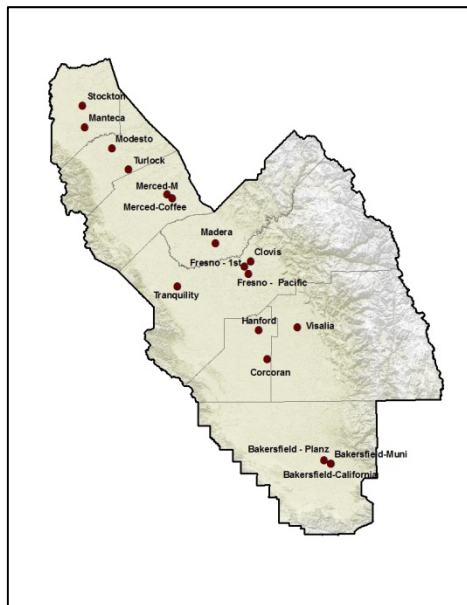 Stockton
Manteca
Modesto
Turlock
Merced-M
Merced-Coffee
Madera
Clovis
Fresno - 1st
Fresno - Pacific
Tranquility
Hanford
Visalia
Corcoran
Bakersfield - Planz
Bakersfield-Muni
Bakersfield-California